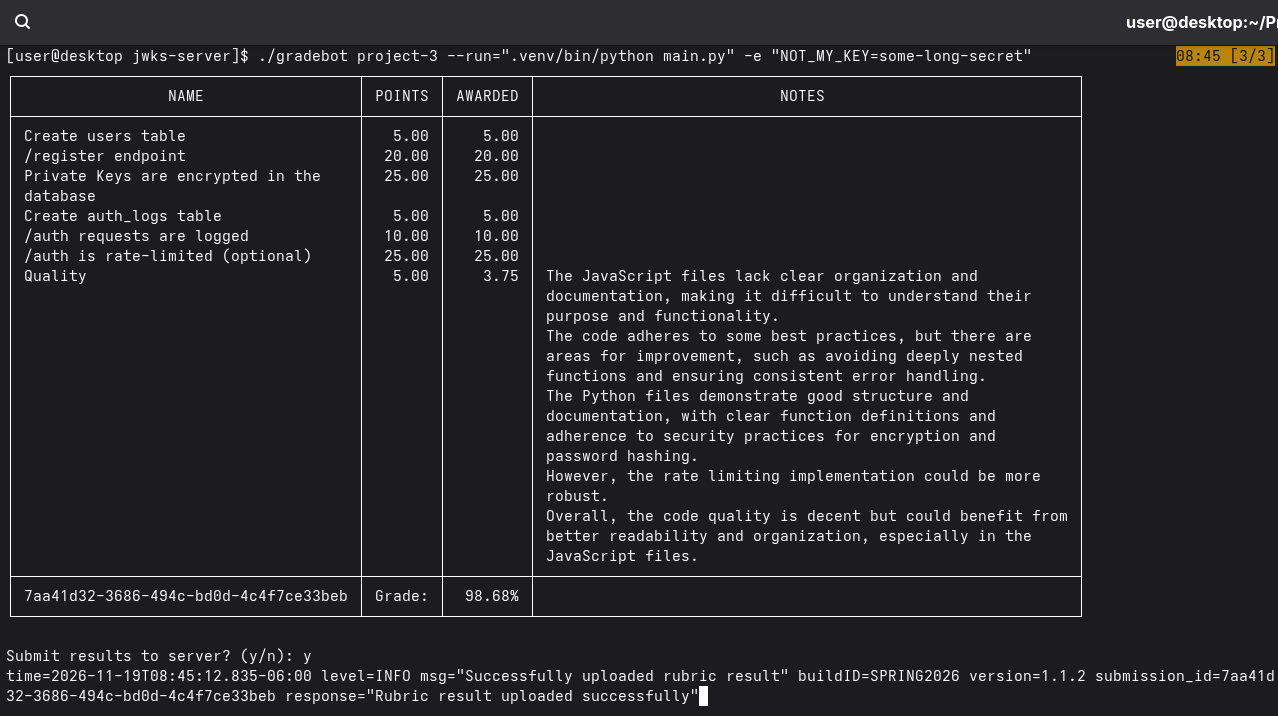 user@desktop:~/Pr
[user@desktop jwks-server]$ ./gradebot project-3 --run=".venv/bin/python main.py" -e "NOT_MY_KEY=some-long-secret" 08:45 [3/3]
NAME POINTS AWARDED NOTES
Create users table 5.00 5.00
/register endpoint 20.00 20.00
Private Keys are encrypted in the 25.00 25.00
database
Create auth_logs table 5.00 5.00
/auth requests are logged 10.00 10.00
/auth is rate-limited (optional) 25.00 25.00
Quality 5.00 3.75 The JavaScript files lack clear organization and
documentation, making it difficult to understand their
purpose and functionality.
The code adheres to some best practices, but there are
areas for improvement, such as avoiding deeply nested
functions and ensuring consistent error handling.
The Python files demonstrate good structure and
documentation, with clear function definitions and
adherence to security practices for encryption and
password hashing.
However, the rate limiting implementation could be more
robust.
Overall, the code quality is decent but could benefit from
better readability and organization, especially in the
JavaScript files.
7aa41d32-3686-494c-bd0d-4c4f7ce33beb Grade: 98.68%
Submit results to server? (y/n): y
time=2026-11-19T08:45:12.835-06:00 level=INFO msg="Successfully uploaded rubric result" buildID=SPRING2026 version=1.1.2 submission_id=7aa41d
32-3686-494c-bd0d-4c4f7ce33beb response="Rubric result uploaded successfully"